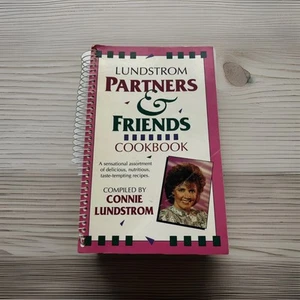 LUNDSTROM
PARTNERS
&
FRIENDS
COOKBOOK
A sensational assortment
of delicious, nutritious,
taste-tempting recipes.
COMPILED BY
CONNIE
LUNDSTROM